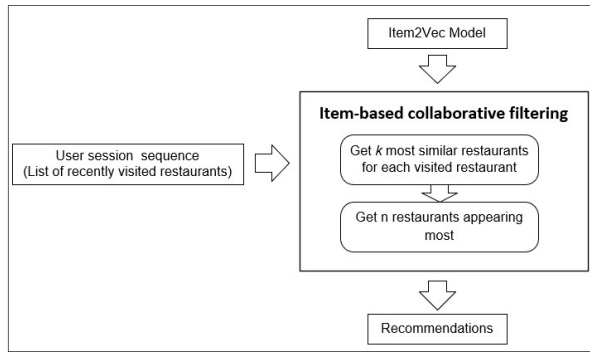 Item2Vec Model
Item-based collaborative filtering
Get k most similar restaurants
for each visited restaurant
User session sequence
(List of recently visited restaurants)
Get n restaurants appearing
most
Recommendations